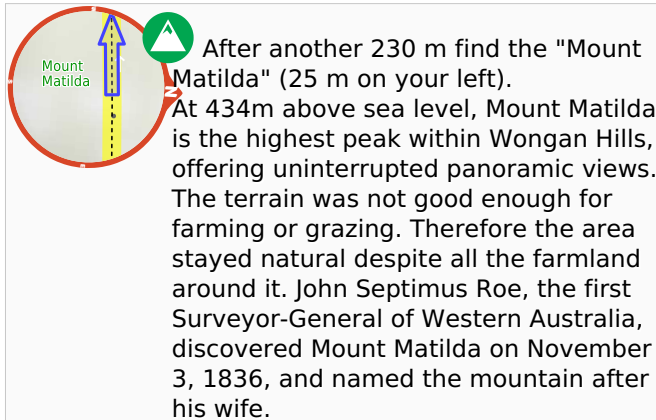 Mount
Matilda
N
After another 230 m find the "Mount
Matilda" (25 m on your left).
At 434m above sea level, Mount Matilda
is the highest peak within Wongan Hills,
offering uninterrupted panoramic views.
The terrain was not good enough for
farming or grazing. Therefore the area
stayed natural despite all the farmland
around it. John Septimus Roe, the first
Surveyor-General of Western Australia,
discovered Mount Matilda on November
3, 1836, and named the mountain after
his wife.